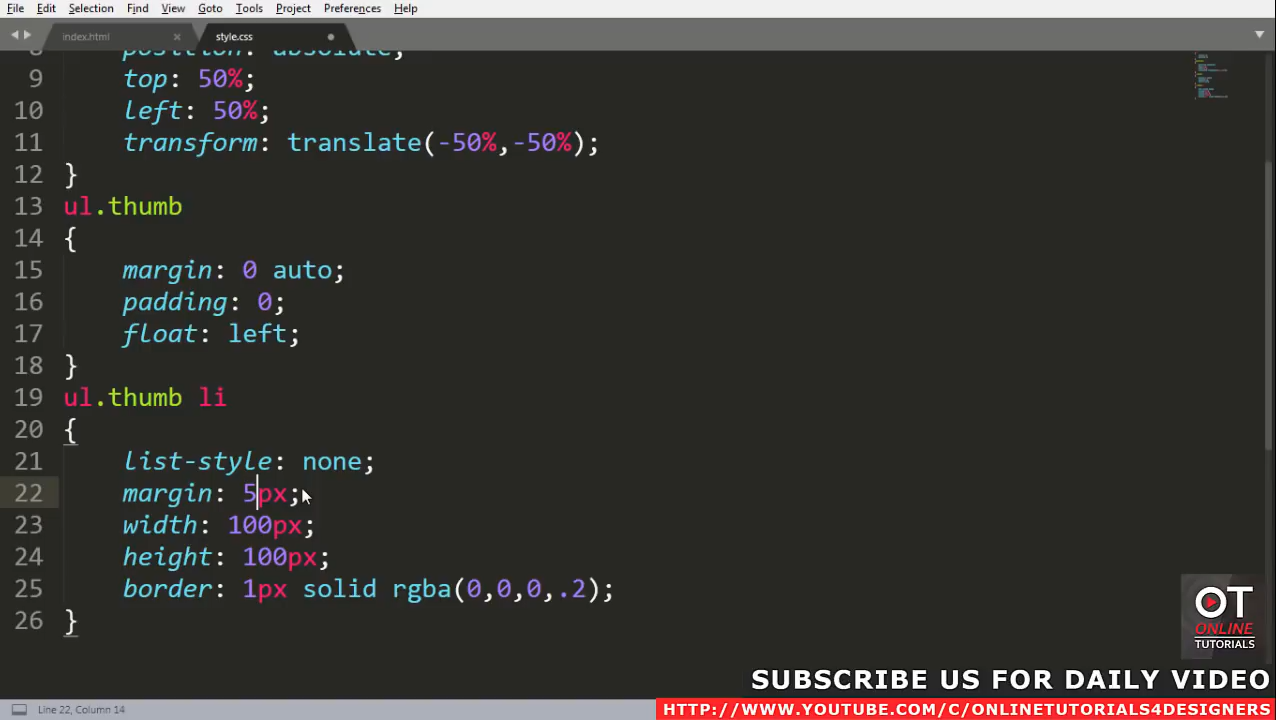 File Edit Selection Find View Goto Tools Project Preferences Help
index.html style.css
8 position: absolute;
9 top: 50%;
10 left: 50%;
11 transform: translate(-50%,-50%);
12 }
13 ul.thumb
14 {
15 margin: 0 auto;
16 padding: 0;
17 float: left;
18 }
19 ul.thumb li
20 {
21 list-style: none;
22 margin: 5px;
23 width: 100px;
24 height: 100px;
25 border: 1px solid rgba(0,0,0,.2);
26 }
OT
ONLINE
TUTORIALS
SUBSCRIBE US FOR DAILY VIDEO
HTTP://WWW.YOUTUBE.COM/C/ONLINETUTORIALS4DESIGNERS
Line 22, Column 14